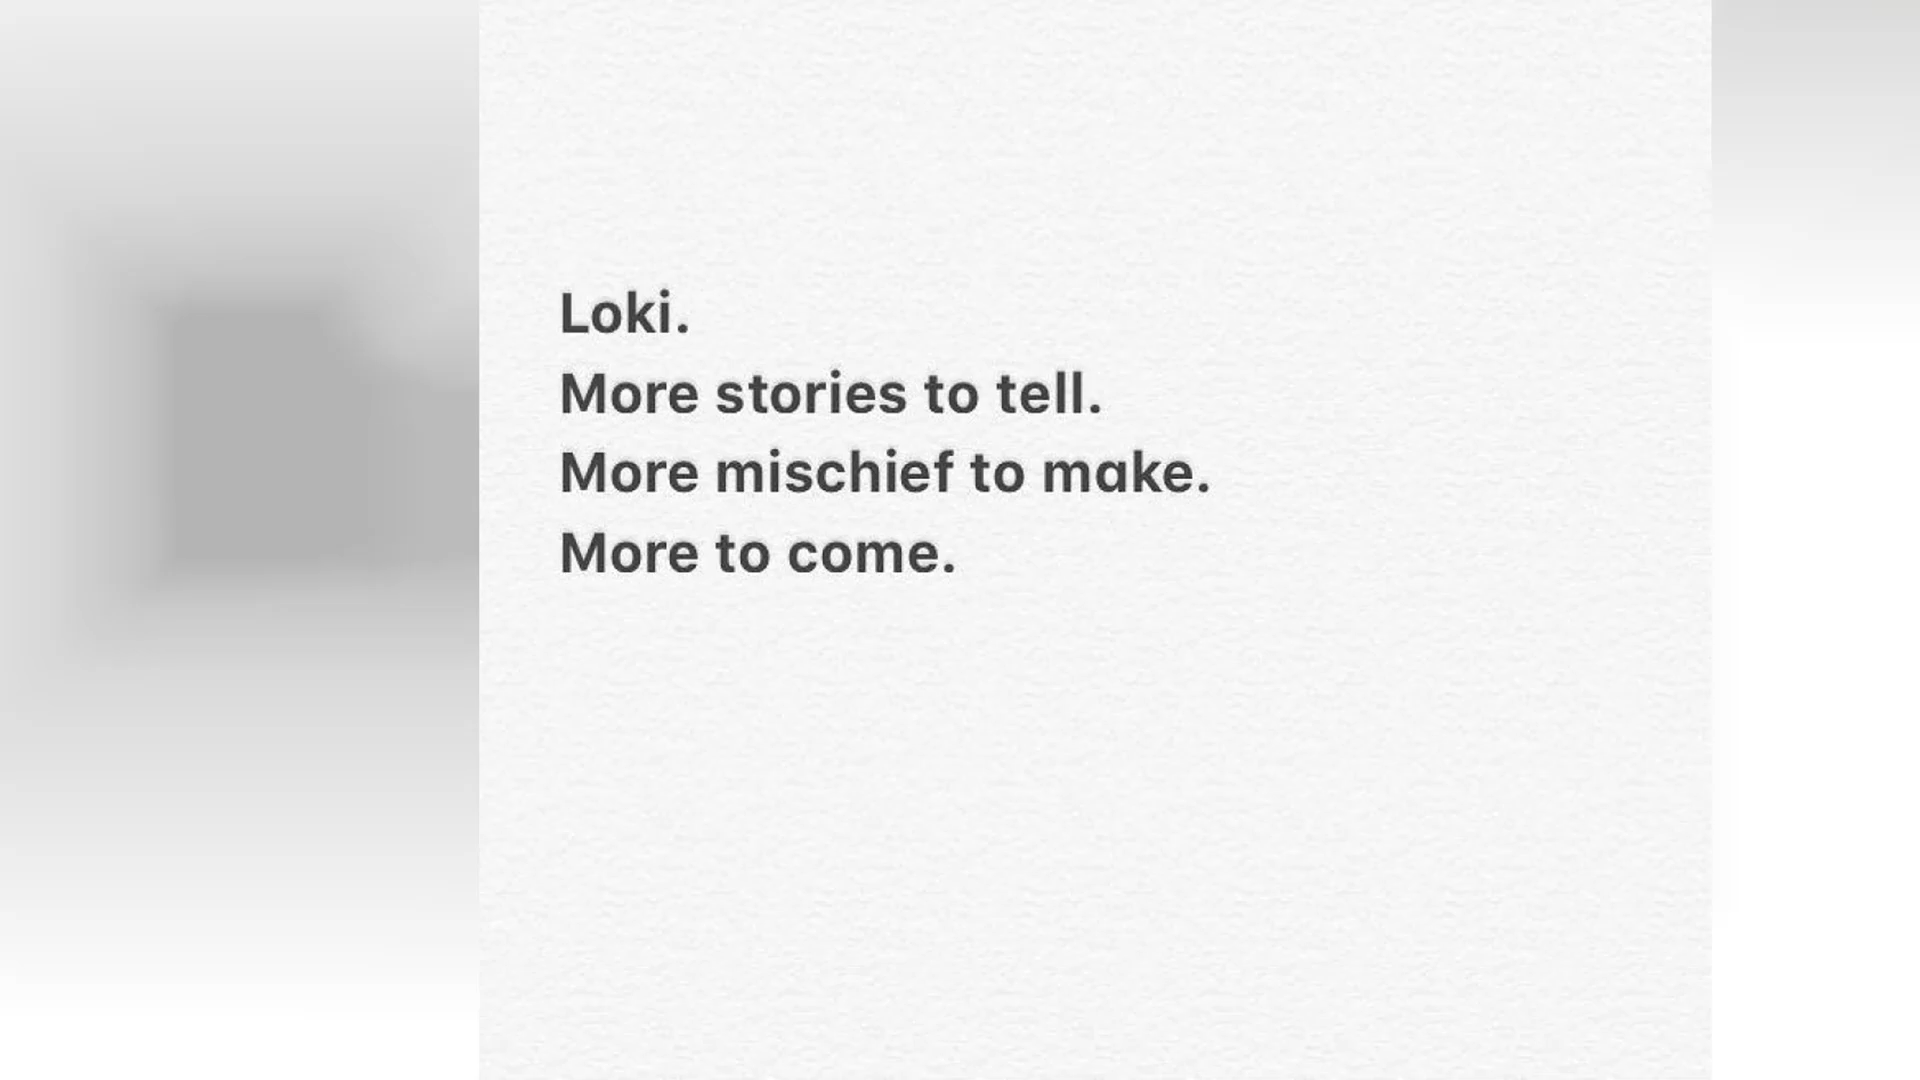 Loki.
More stories to tell.
More mischief to make.
More to come.